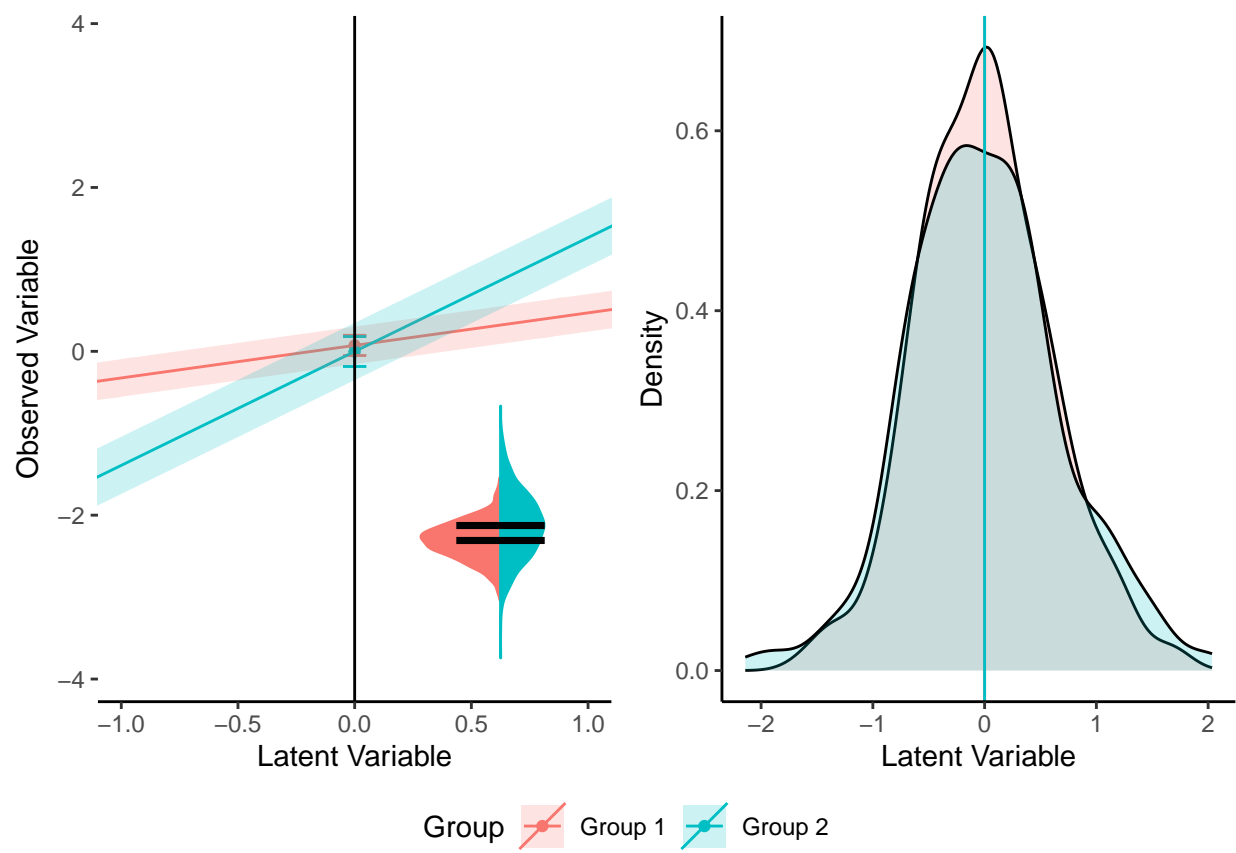 4
2
0
−2
−4
Observed Variable
−1.0 −0.5 0.0 0.5 1.0
Latent Variable
0.6
0.4
0.2
0.0
Density
−2 −1 0 1 2
Latent Variable
Group Group 1 Group 2